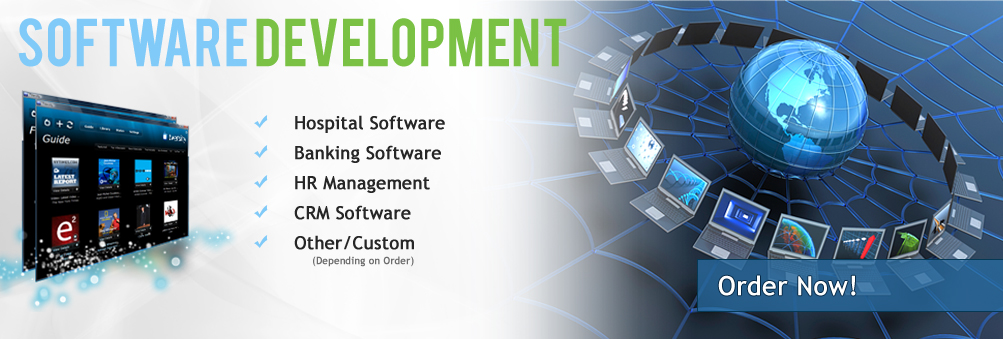 SOFTWARE DEVELOPMENT
Guide
LATEST
REPORT
e²
Hospital Software
Banking Software
HR Management
CRM Software
Other/Custom
(Depending on Order)
Order Now!